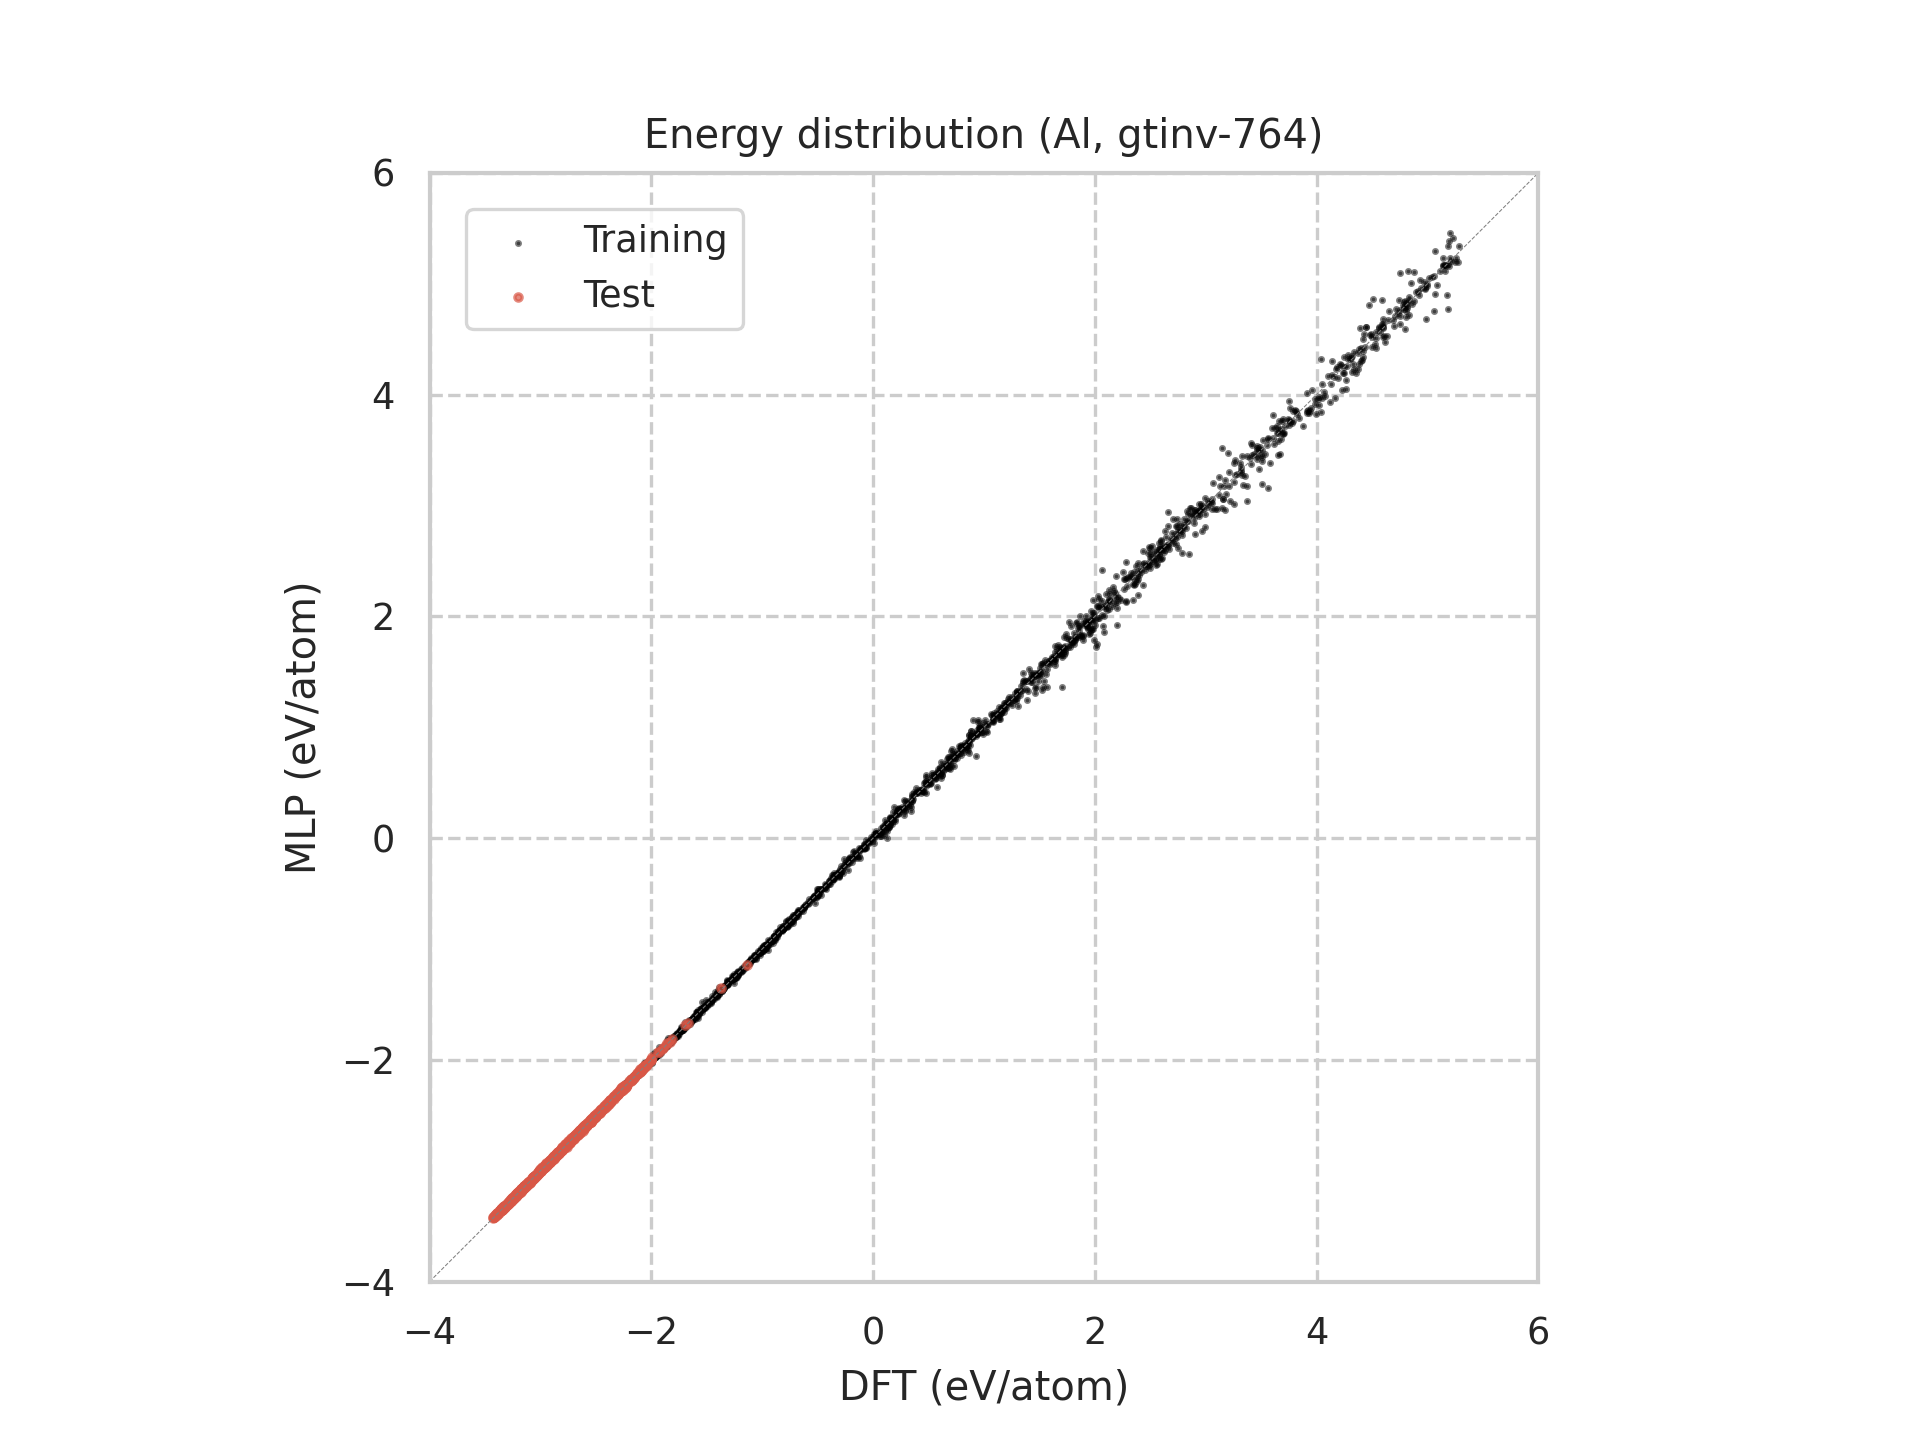 Energy distribution (Al, gtinv-764)
6
Training
Test
4
2
0
−2
−4
MLP (eV/atom)
−4 −2 0 2 4 6
DFT (eV/atom)